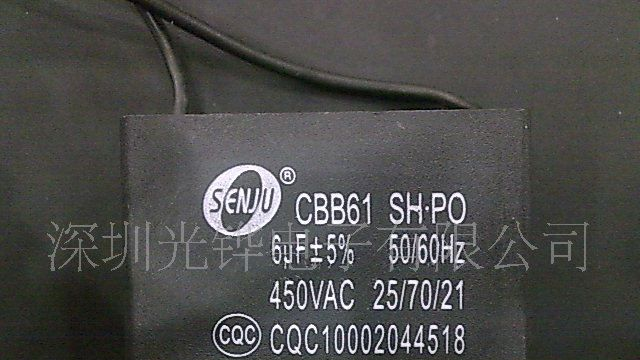 SENJU ® CBB61 SH·PO
6μF±5% 50/60Hz
深圳光铧电子有限公司
450VAC 25/70/21
CQC CQC10002044518